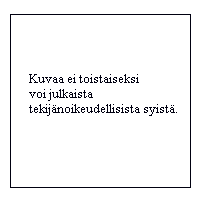 Kuvaa ei toistaiseksi
voi julkaista
tekijänoikeudellisista syistä.